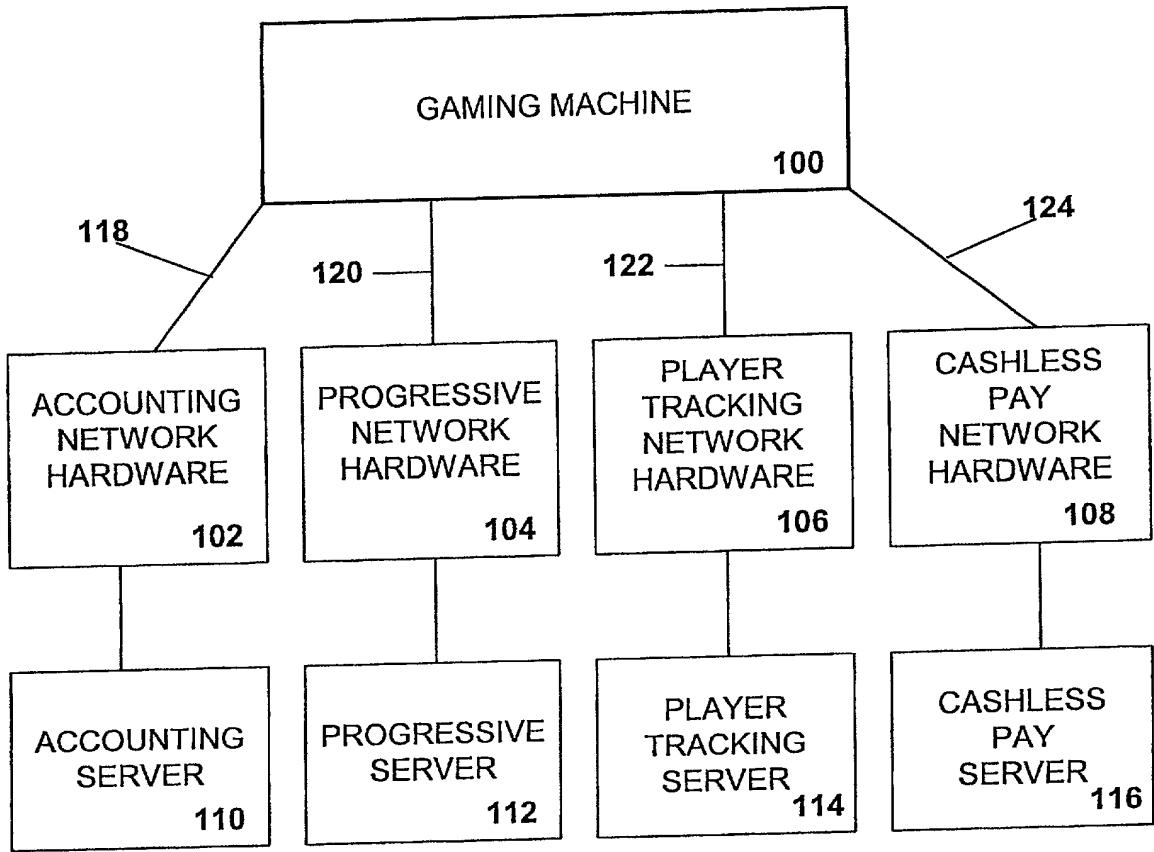 GAMING MACHINE
100
118
120
122
124
ACCOUNTING
NETWORK
HARDWARE
102
PROGRESSIVE
NETWORK
HARDWARE
104
PLAYER
TRACKING
NETWORK
HARDWARE
106
CASHLESS
PAY
NETWORK
HARDWARE
108
ACCOUNTING
SERVER
110
PROGRESSIVE
SERVER
112
PLAYER
TRACKING
SERVER
114
CASHLESS
PAY
SERVER
116